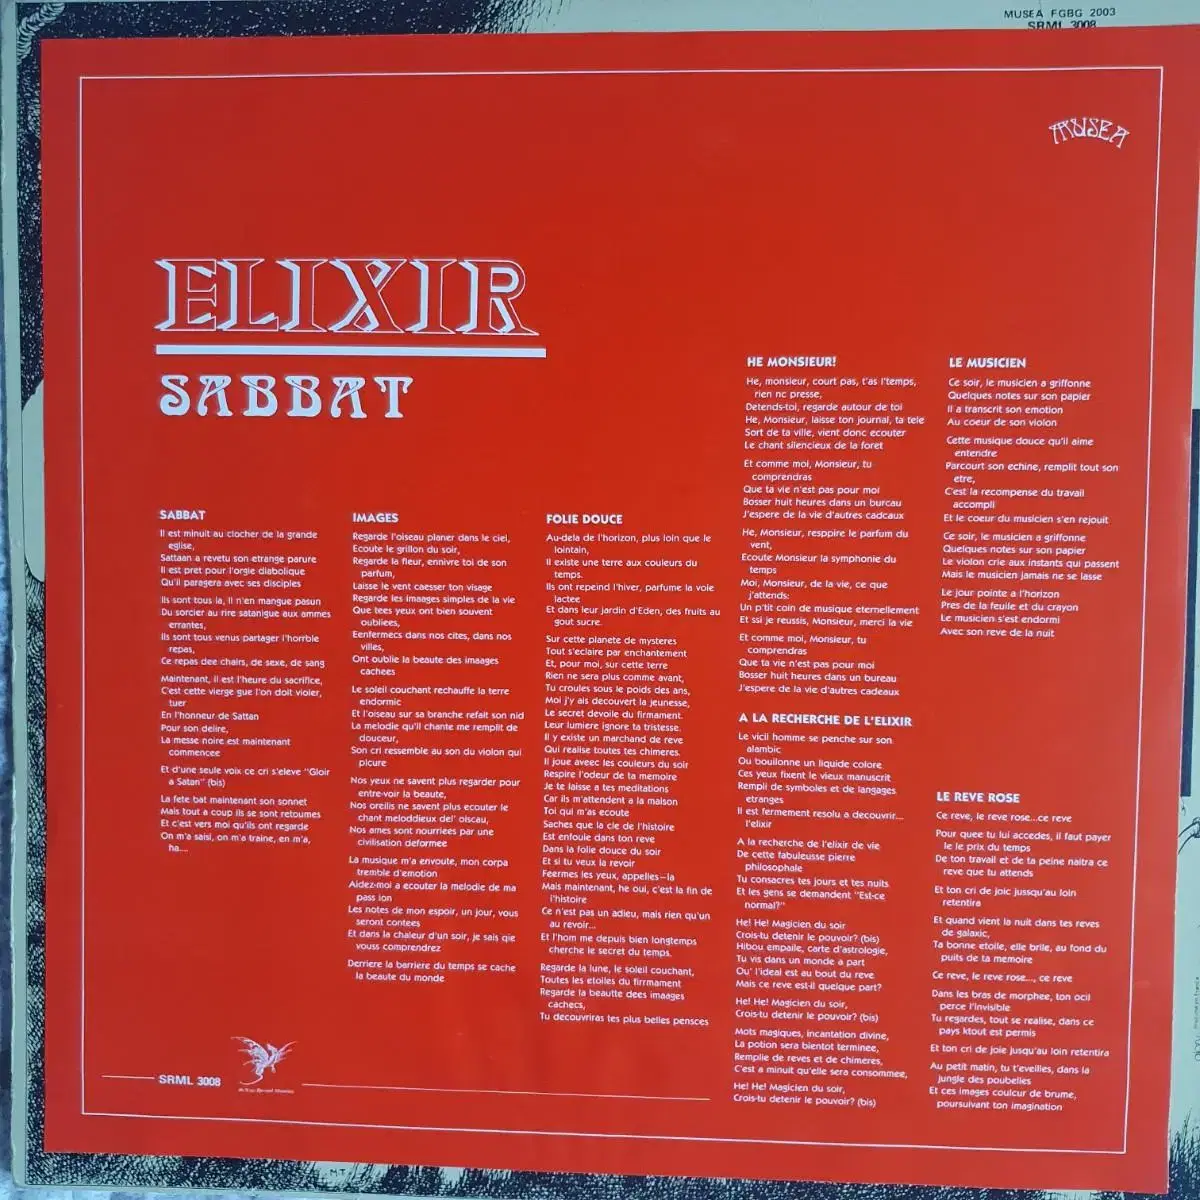 MUSEA FGBG 2003
SRML 3008
MUSEA
ELIXIR
SABBAT
SABBAT
Il est minuit au clocher de la grande
eglise,
Sattaan a revetu son etrange parure
Il est pret pour l'orgie diabolique
Qu'il paragera avec ses disciples
Ils sont tous la, Il n'en mangue pasun
Du sorcier au rire satanigue aux ammes
errantes,
Ils sont tous venus partager l'horrble
repas,
Ce repas dee chairs, de sexe, de sang
Maintenant, il est l'heure du sacrifice,
C'est cette vierge gue l'on doit violer,
tuer
En l'honneur de Sattan
Pour son delire,
La messe noire est maintenant
commencee
Et d'une seule voix ce cri s'eleve "Gloir
a Satan" (bis)
La fete bat maintenant son sonnet
Mais tout a coup ils se sont retoumes
Et c'est vers moi qu'ils ont regarde
On m'a saisi, on m'a traine, en m'a,
ha....
IMAGES
Regarde l'oiseau planer dans le ciel,
Ecoute le grillon du soir,
Regarde la fleur, ennivre toi de son
parfum,
Laisse le vent caesser ton visage
Regarde les imaages simples de la vie
Que tees yeux ont bien souvent
oubliees,
Eenfermecs dans nos cites, dans nos
villes,
Ont oublie la beaute des imaages
cachees
Le soleil couchant rechauffe la terre
endormic
Et l'oiseau sur sa branche refait son nid
La melodie qu'il chante me remplit de
douceur,
Son cri ressemble au son du violon qui
plcure
Nos yeux ne savent plus regarder pour
entre-voir la beaute,
Nos oreilis ne savent plus ecouter le
chant meloddieux del' oiscau,
Nos ames sont nourriees par une
civilisation deformee
La musique m'a envoute, mon corpa
tremble d'emotion
Aidez-moi a ecouter la melodie de ma
pass ion
Les notes de mon espoir, un jour, vous
seront contees
Et dans la chaleur d'un soir, je sais qie
vouss comprendrez
Derriere la barriere du temps se cache
la beaute du monde
FOLIE DOUCE
Au-dela de l'horizon, plus loin que le
lointain,
Il existe une terre aux couleurs du
temps.
Ils ont repeind l'hiver, parfume la voie
lactee
Et dans leur jardin d'Eden, des fruits au
gout sucre.
Sur cette planete de mysteres
Tout s'eclaire par enchantement
Et, pour moi, sur cette terre
Rien ne sera plus comme avant,
Tu croules sous le poids des ans,
Moi j'y ais decouvert la jeunesse,
Le secret devoile du firmament.
Leur lumiere ignore ta tristesse.
Il y existe un marchand de reve
Qui realise toutes tes chimeres.
Il joue aveec les couleurs du soir
Respire l'odeur de ta memoire
Je te laisse a tes meditations
Car ils m'attendent a la maison
Toi qui m'as ecoute
Saches que la cle de l'histoire
Est enfouie dans ton reve
Dans la folie douce du soir
Et si tu veux la revoir
Feermes les yeux, appelles-la
Mais maintenant, he oui, c'est la fin de
l'histoire
Ce n'est pas un adieu, mais rien qu'un
au revoir...
Et l'hom me depuis bien longtemps
cherche le secret du temps.
Regarde la lune, le soleil couchant,
Toutes les etoiles du firrmament
Regarde la beautte dees imaages
cachecs,
Tu decouvriras tes plus belles pensces
HE MONSIEUR!
He, monsieur, court pas, t'as l'temps,
rien nc presse,
Detends-toi, regarde autour de toi
He, Monsieur, laisse ton journal, ta tele
Sort de ta ville, vient donc ecouter
Le chant silencieux de la foret
Et comme moi, Monsieur, tu
comprendras
Que ta vie n'est pas pour moi
Bosser huit heures dans un burcau
J'espere de la vie d'autres cadcaux
He, Monsieur, resppire le parfum du
vent,
Ecoute Monsieur la symphonie du
temps
Moi, Monsieur, de la vie, ce que
j'attends:
Un p'tit coin de musique eternellement
Et ssi je reussis, Monsieur, merci la vie
Et comme moi, Monsieur, tu
comprendras
Que ta vie n'est pas pour moi
Bosser huit heures dans un bureau
J'espere de la vie d'autres cadeaux
A LA RECHERCHE DE L'ELIXIR
Le vicil homme se penche sur son
alambic
Ou bouilonne un liquide colore
Ces yeux fixent le vieux manuscrit
Rempli de symboles et de langages
etranges
Il est fermement resolu a decouvrir...
l'elixir
A la recherche de l'elixir de vie
De cette fabuleusse pierre
philosophale
Tu consacres tes jours et tes nuits
Et les gens se demandent "Est-ce
normal?"
He! He! Magicien du soir
Crois-tu detenir le pouvoir? (bis)
Hibou empaile, carte d'astrologie,
Tu vis dans un monde a part
Ou' l'ideal est au bout du reve
Mais ce reve est-il quelque part?
He! He! Magicien du soir,
Crois-tu detenir le pouvoir? (bis)
Mots magiques, incantation divine,
La potion sera bientot terminee,
Remplie de reves et de chimeres,
C'est a minuit qu'elle sera consommee,
He! He! Magicien du soir,
Crois-tu detenir le pouvoir? (bis)
LE MUSICIEN
Ce soir, le musicien a griffonne
Quelques notes sur son papier
Il a transcrit son emotion
Au coeur de son violon
Cette musique douce qu'il aime
entendre
Parcourt son echine, remplit tout son
etre,
C'est la recompense du travail
accompli
Et le coeur du musicien s'en rejouit
Ce soir, le musicien a griffonne
Quelques notes sur son papier
Le violon crie aux instants qui passent
Mais le musicien jamais ne se lasse
Le jour pointe a l'horizon
Pres de la feuile et du crayon
Le musicien s'est endormi
Avec son reve de la nuit
LE REVE ROSE
Ce reve, le reve rose...ce reve
Pour quee tu lui accedes, il faut payer
le le prix du temps
De ton travail et de ta peine naitra ce
reve que tu attends
Et ton cri de joic jussqu'au loin
retentira
Et quand vient la nuit dans tes reves
de galaxic,
Ta bonne etoile, elle brile, au fond du
puits de ta memoire
Ce reve, le reve rose..., ce reve
Dans les bras de morphee, ton ocil
perce l'invisible
Tu regardes, tout se realise, dans ce
pays ktout est permis
Et ton cri de joie jusqu'au loin retentira
Au petit matin, tu t'eveilles, dans la
jungle des poubelles
Et ces images coulcur de brume,
poursuivant ton imagination
SRML 3008
M.T.